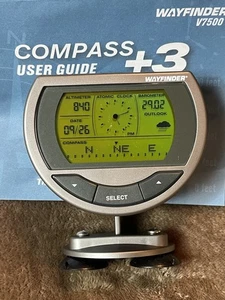 WAYFINDER
V7500
COMPASS
+3
USER GUIDE
WAYFINDER
ALTIMETER ATOMIC CLOCK BAROMETER
840 29.02
DATE OUTLOOK
09/26
PM
COMPASS
N NE E
SELECT